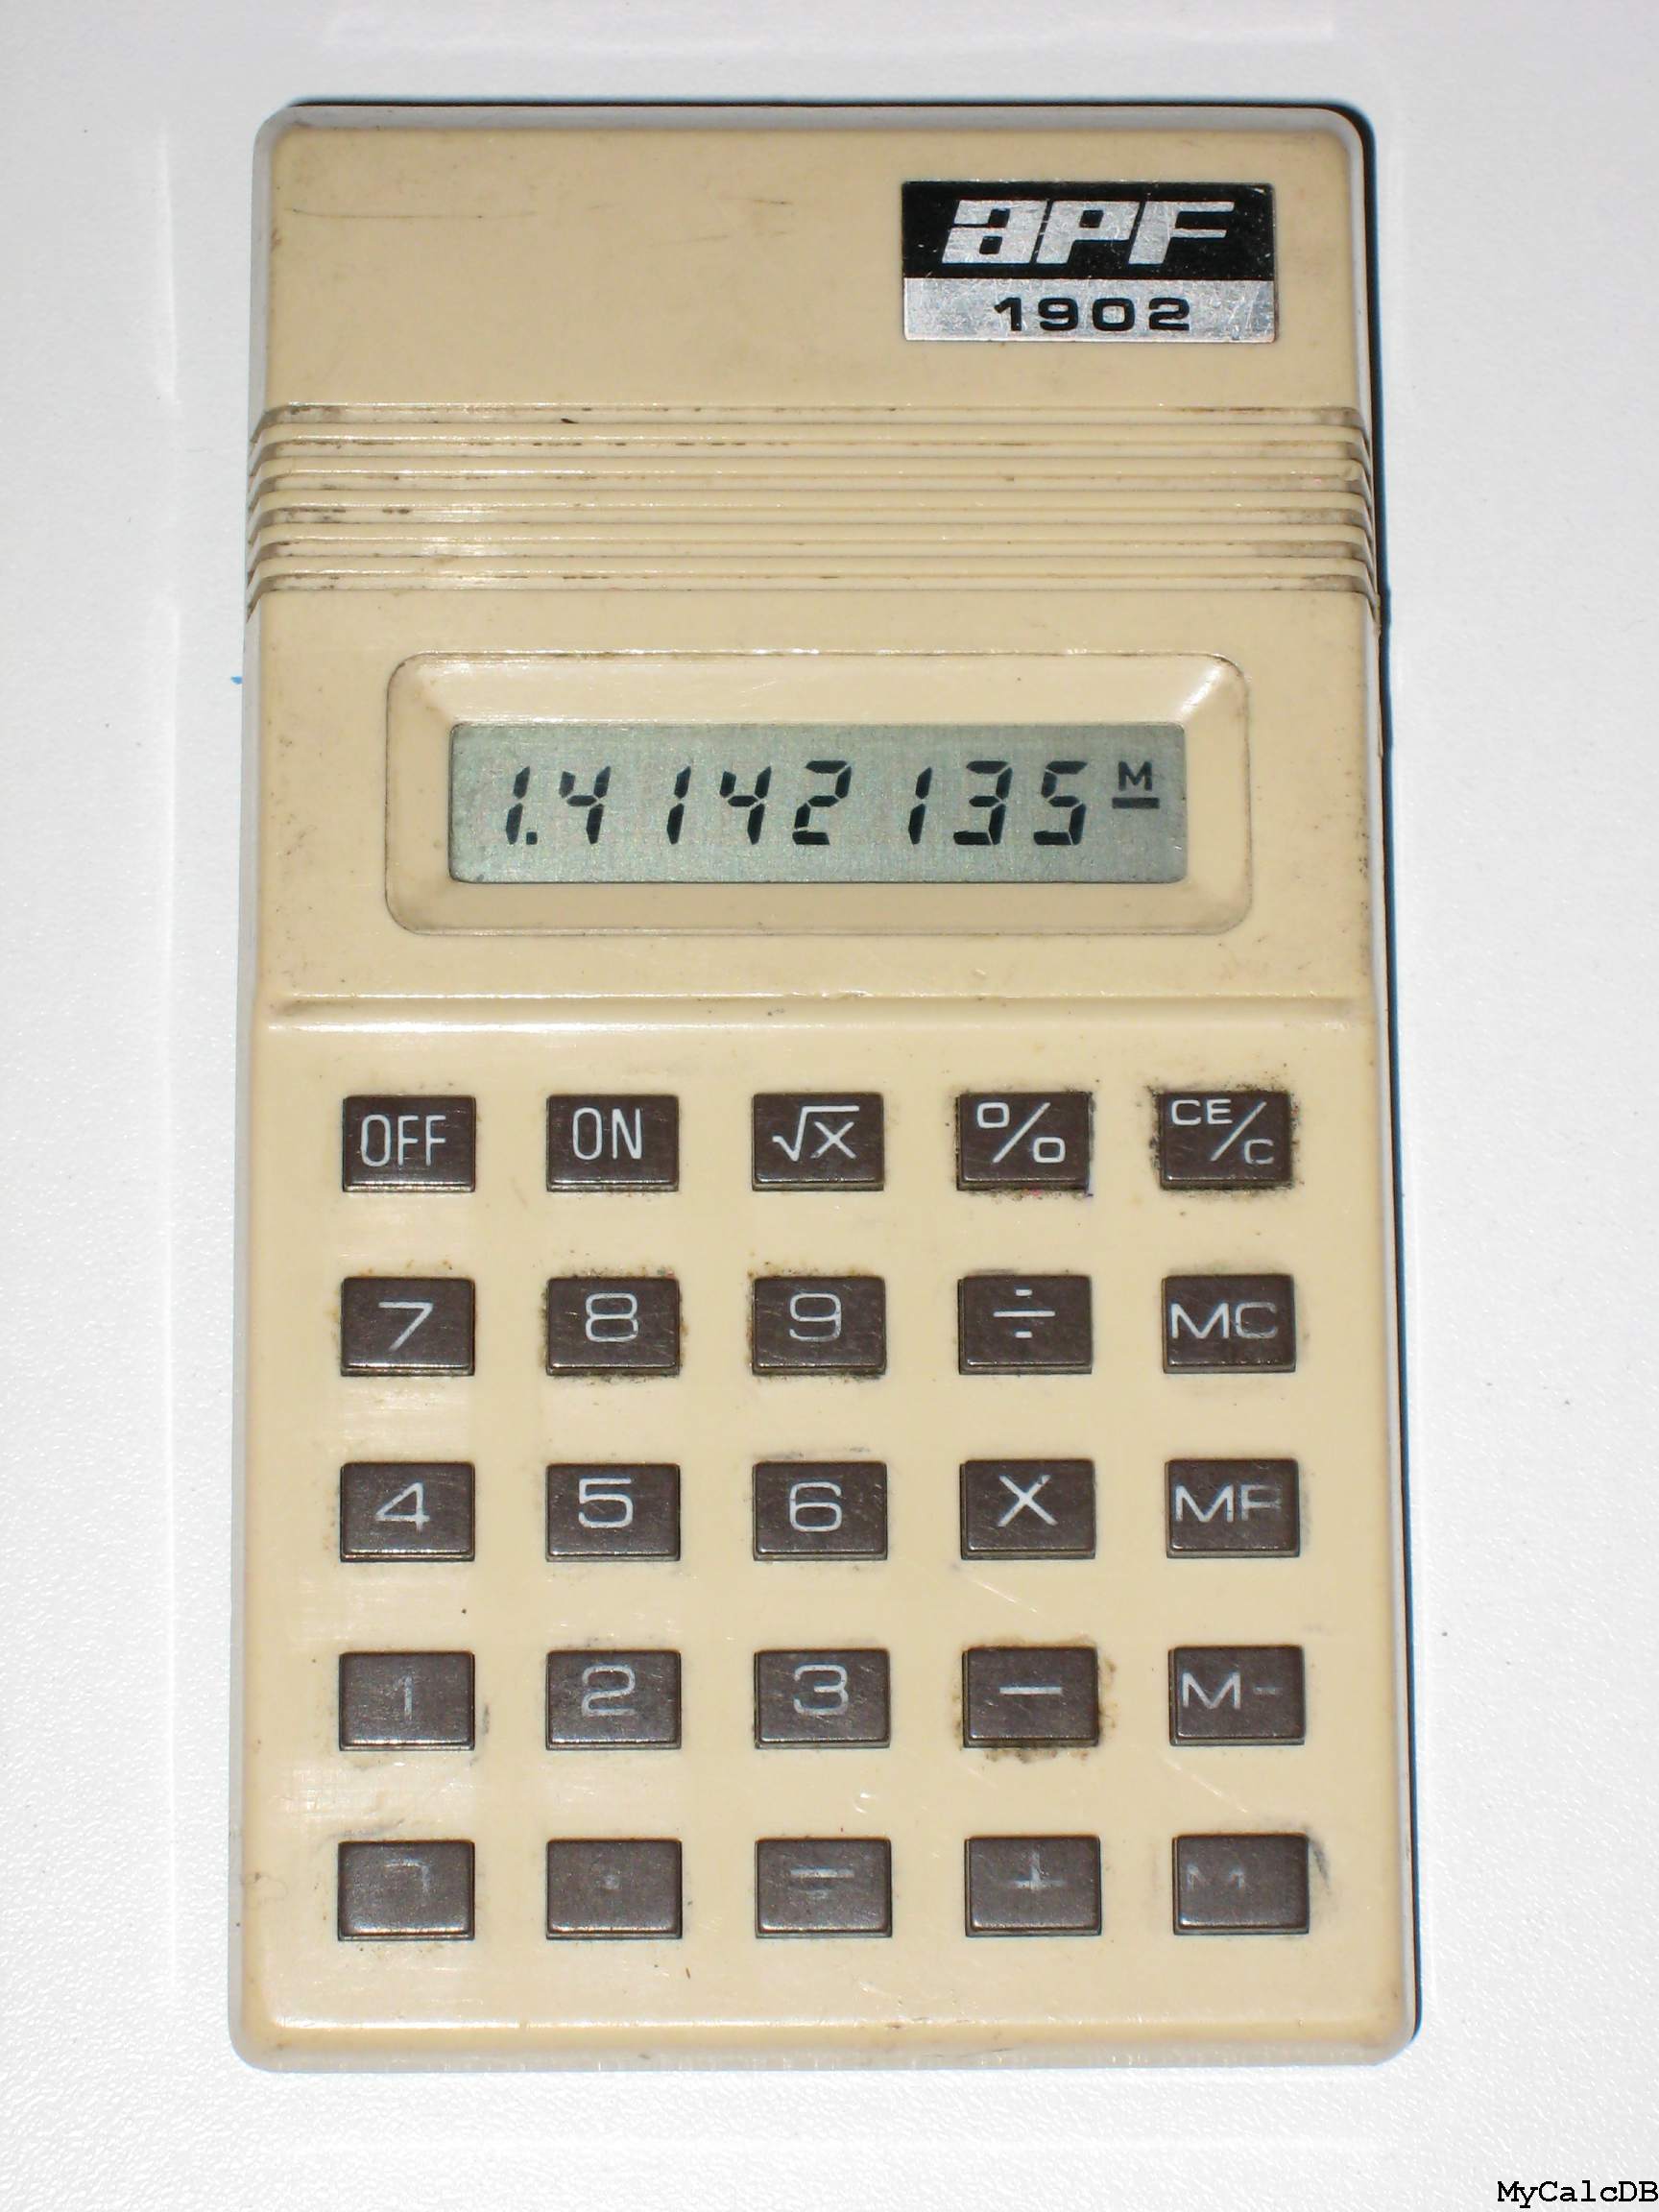 aPF
1902
1.4142135 M
OFF ON √x % CE/C
7 8 9 ÷ MC
4 5 6 X MR
1 2 3 − M-
· = +
MyCalcDB